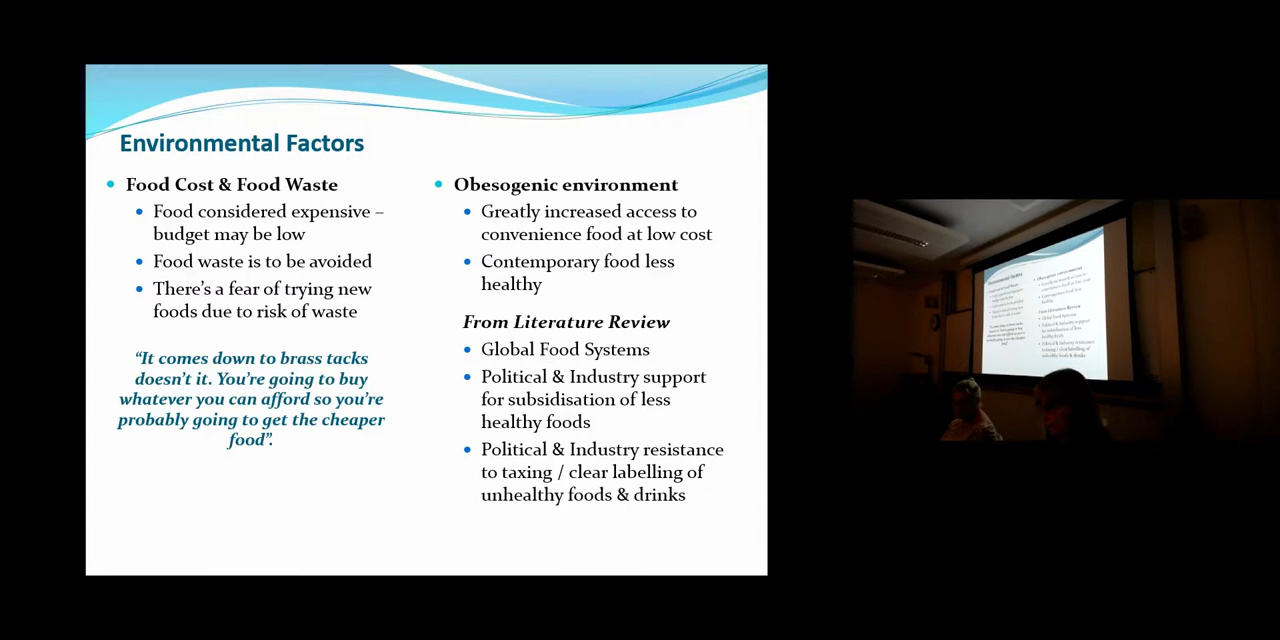 Environmental Factors
Food Cost & Food Waste
Food considered expensive –
budget may be low
Food waste is to be avoided
There's a fear of trying new
foods due to risk of waste
“It comes down to brass tacks
doesn't it. You're going to buy
whatever you can afford so you're
probably going to get the cheaper
food”.
Obesogenic environment
Greatly increased access to
convenience food at low cost
Contemporary food less
healthy
From Literature Review
Global Food Systems
Political & Industry support
for subsidisation of less
healthy foods
Political & Industry resistance
to taxing / clear labelling of
unhealthy foods & drinks